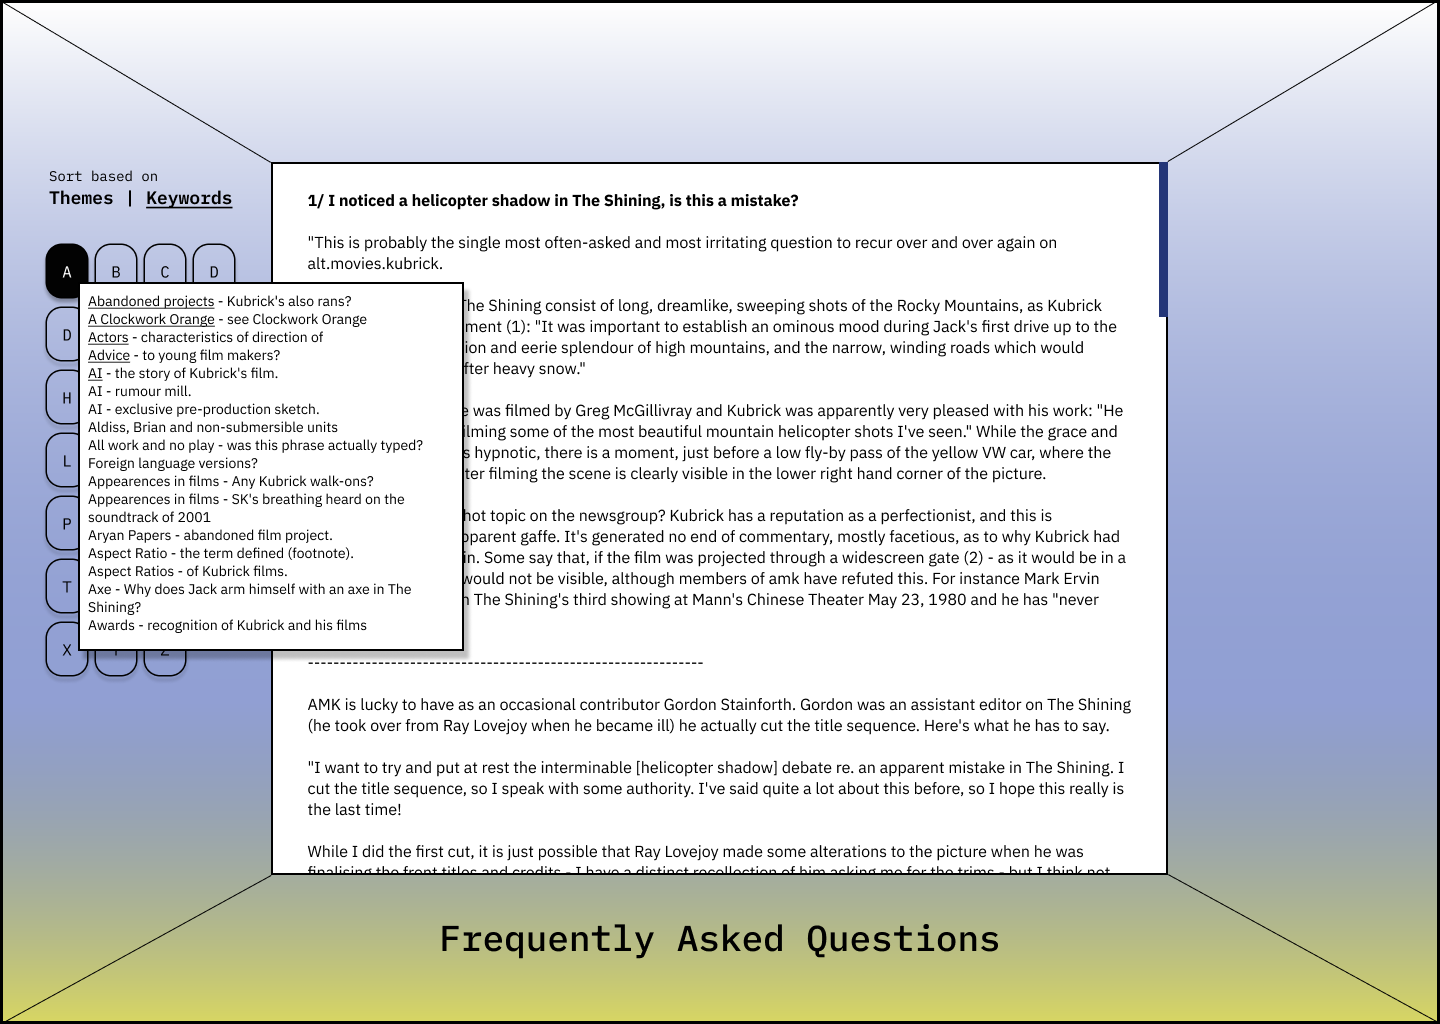 Sort based on
Themes | Keywords
A B C D
D
H
L
P
T
X
Abandoned projects - Kubrick's also rans?
A Clockwork Orange - see Clockwork Orange
Actors - characteristics of direction of
Advice - to young film makers?
AI - the story of Kubrick's film.
AI - rumour mill.
AI - exclusive pre-production sketch.
Aldiss, Brian and non-submersible units
All work and no play - was this phrase actually typed?
Foreign language versions?
Appearences in films - Any Kubrick walk-ons?
Appearences in films - SK's breathing heard on the
soundtrack of 2001
Aryan Papers - abandoned film project.
Aspect Ratio - the term defined (footnote).
Aspect Ratios - of Kubrick films.
Axe - Why does Jack arm himself with an axe in The
Shining?
Awards - recognition of Kubrick and his films
1/ I noticed a helicopter shadow in The Shining, is this a mistake?
"This is probably the single most often-asked and most irritating question to recur over and over again on
alt.movies.kubrick.
The Shining consist of long, dreamlike, sweeping shots of the Rocky Mountains, as Kubrick
ment (1): "It was important to establish an ominous mood during Jack's first drive up to the
ion and eerie splendour of high mountains, and the narrow, winding roads which would
fter heavy snow."
e was filmed by Greg McGillivray and Kubrick was apparently very pleased with his work: "He
ilming some of the most beautiful mountain helicopter shots I've seen." While the grace and
s hypnotic, there is a moment, just before a low fly-by pass of the yellow VW car, where the
ter filming the scene is clearly visible in the lower right hand corner of the picture.
hot topic on the newsgroup? Kubrick has a reputation as a perfectionist, and this is
pparent gaffe. It's generated no end of commentary, mostly facetious, as to why Kubrick had
in. Some say that, if the film was projected through a widescreen gate (2) - as it would be in a
would not be visible, although members of amk have refuted this. For instance Mark Ervin
n The Shining's third showing at Mann's Chinese Theater May 23, 1980 and he has "never
--------------------------------------------------------------
AMK is lucky to have as an occasional contributor Gordon Stainforth. Gordon was an assistant editor on The Shining
(he took over from Ray Lovejoy when he became ill) he actually cut the title sequence. Here's what he has to say.
"I want to try and put at rest the interminable [helicopter shadow] debate re. an apparent mistake in The Shining. I
cut the title sequence, so I speak with some authority. I've said quite a lot about this before, so I hope this really is
the last time!
While I did the first cut, it is just possible that Ray Lovejoy made some alterations to the picture when he was
finalising the front titles and credits - I have a distinct recollection of him asking me for the trims - but I think not
Frequently Asked Questions